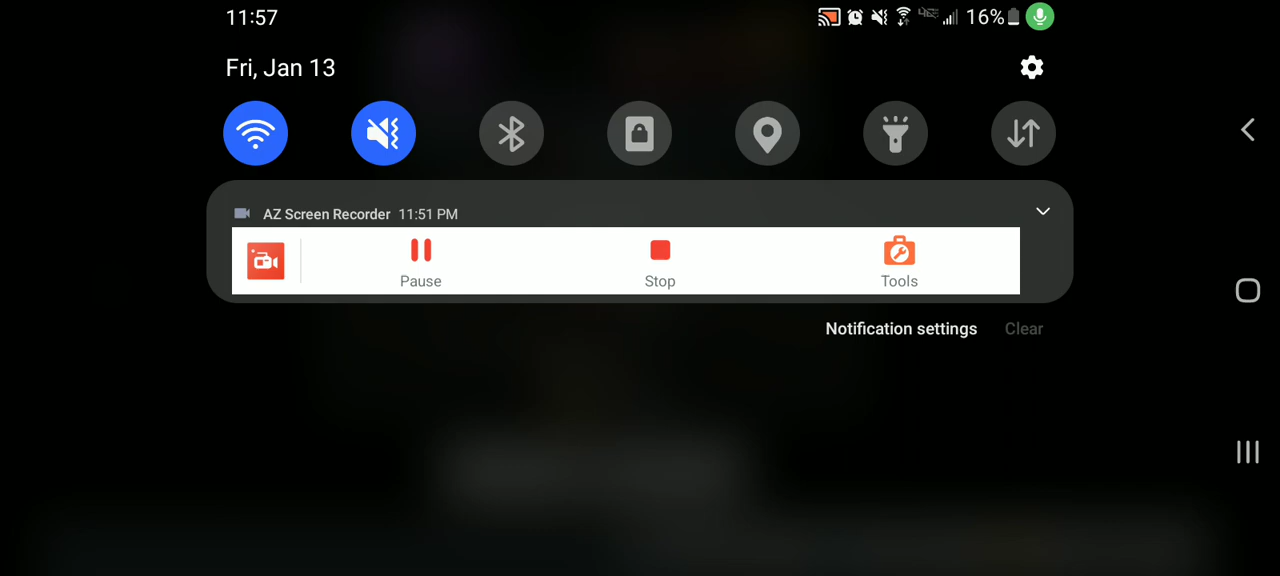 11:57
16%
Fri, Jan 13
AZ Screen Recorder 11:51 PM
Pause
Stop
Tools
Notification settings
Clear